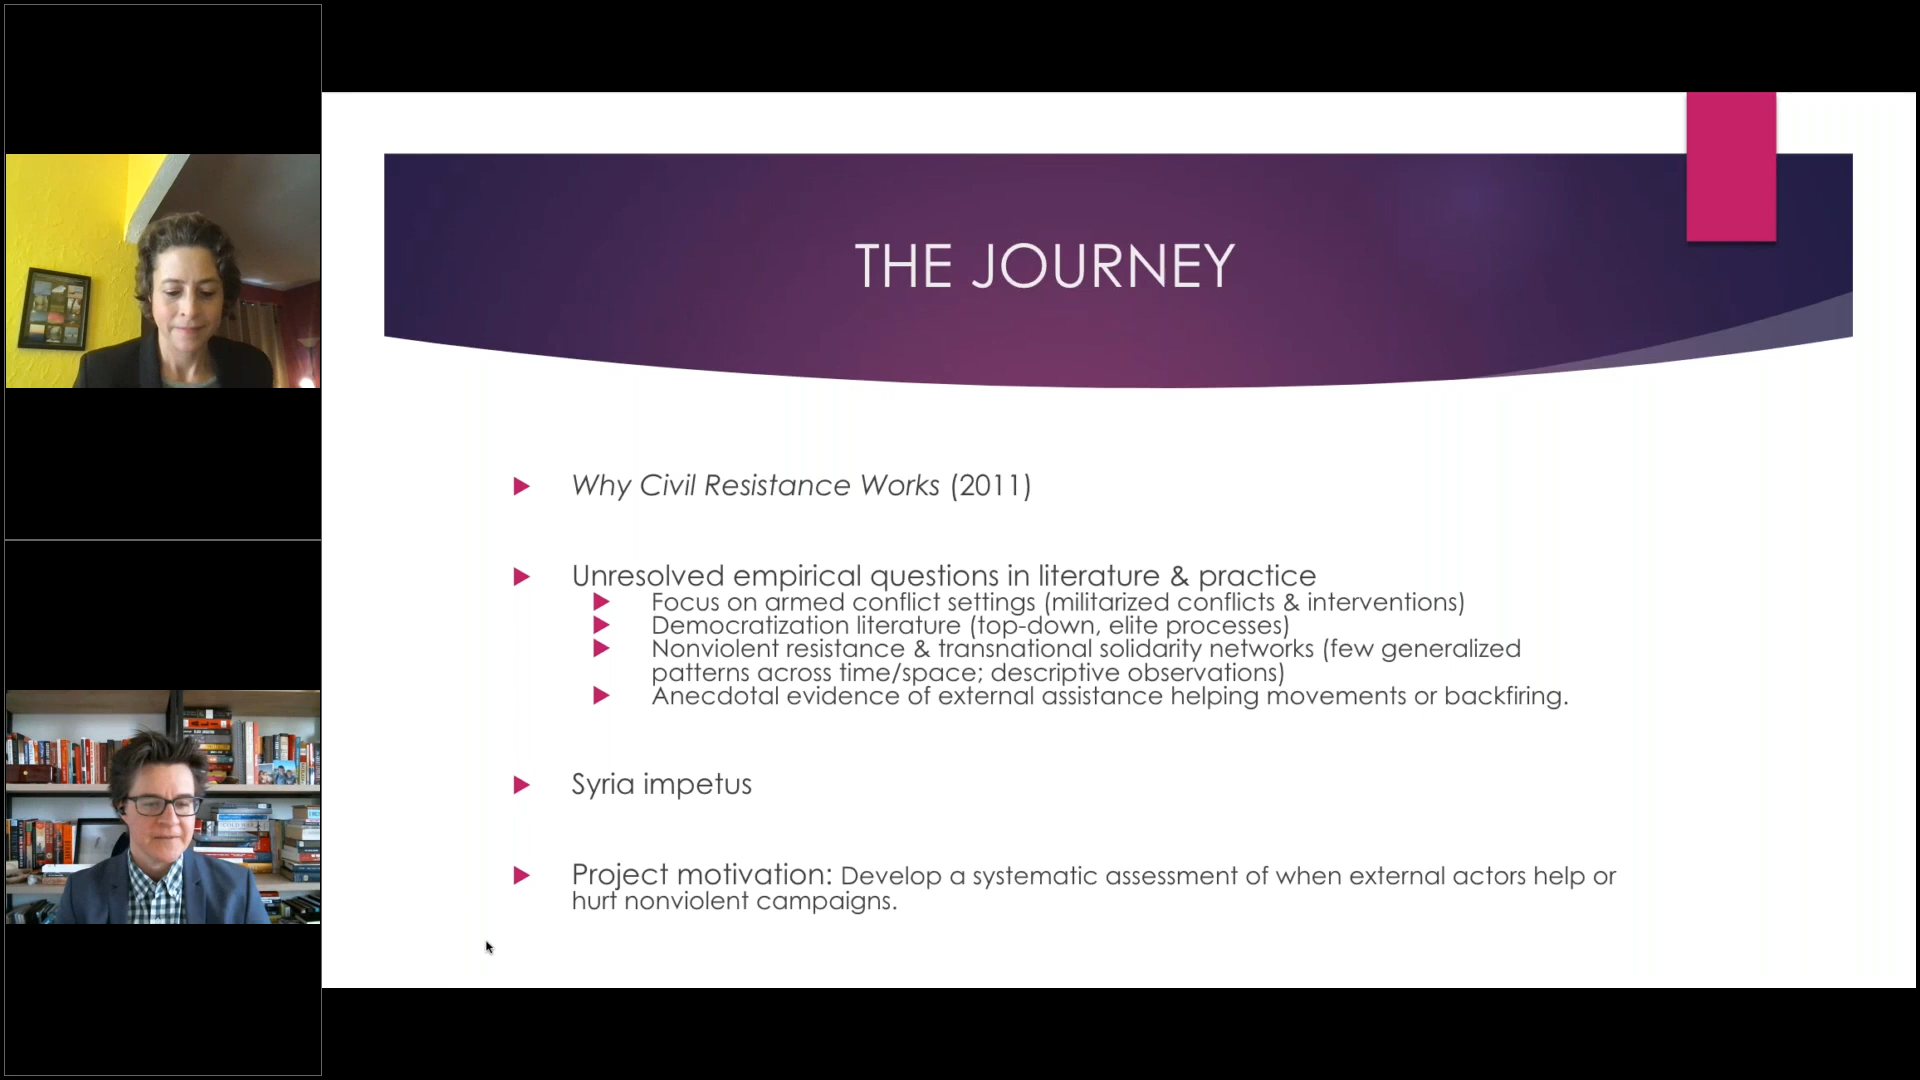 THE JOURNEY
Why Civil Resistance Works (2011)
Unresolved empirical questions in literature & practice
Focus on armed conflict settings (militarized conflicts & interventions)
Democratization literature (top-down, elite processes)
Nonviolent resistance & transnational solidarity networks (few generalized
patterns across time/space; descriptive observations)
Anecdotal evidence of external assistance helping movements or backfiring.
Syria impetus
Project motivation: Develop a systematic assessment of when external actors help or
hurt nonviolent campaigns.